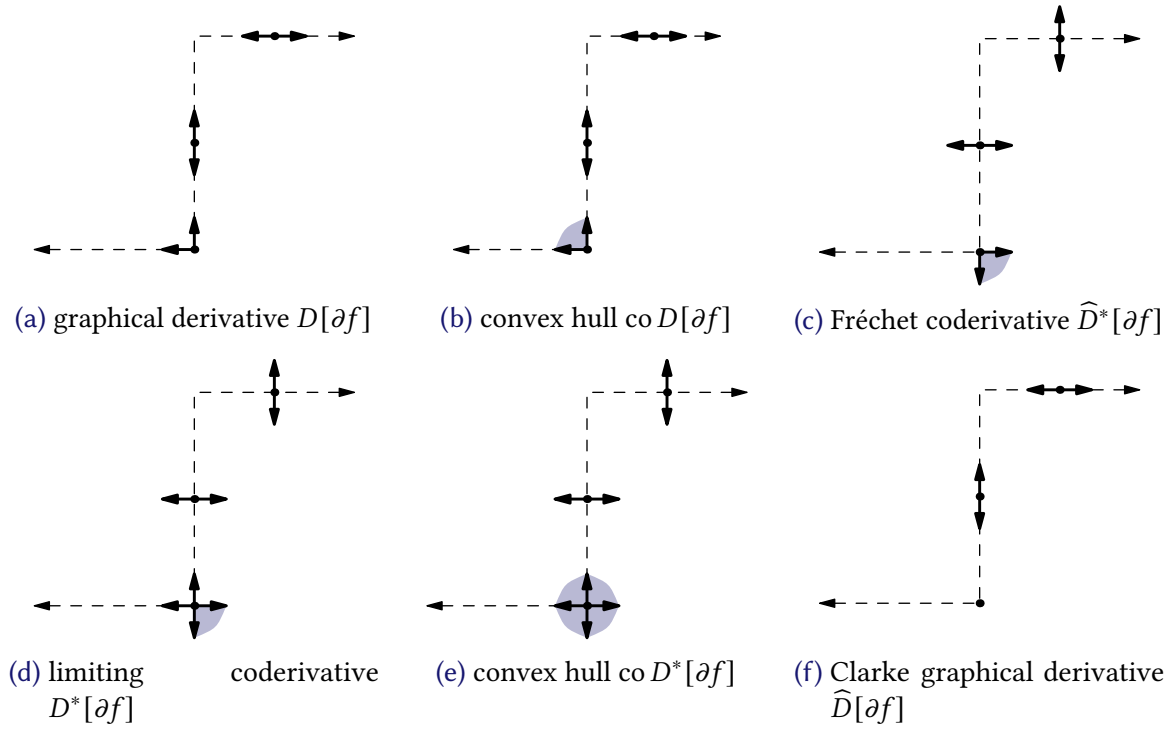 (a) graphical derivative D[∂f]
(b) convex hull co D[∂f]
(c) Fréchet coderivative D̂*[∂f]
(d) limiting coderivative
D*[∂f]
(e) convex hull co D*[∂f]
(f) Clarke graphical derivative
D̂[∂f]